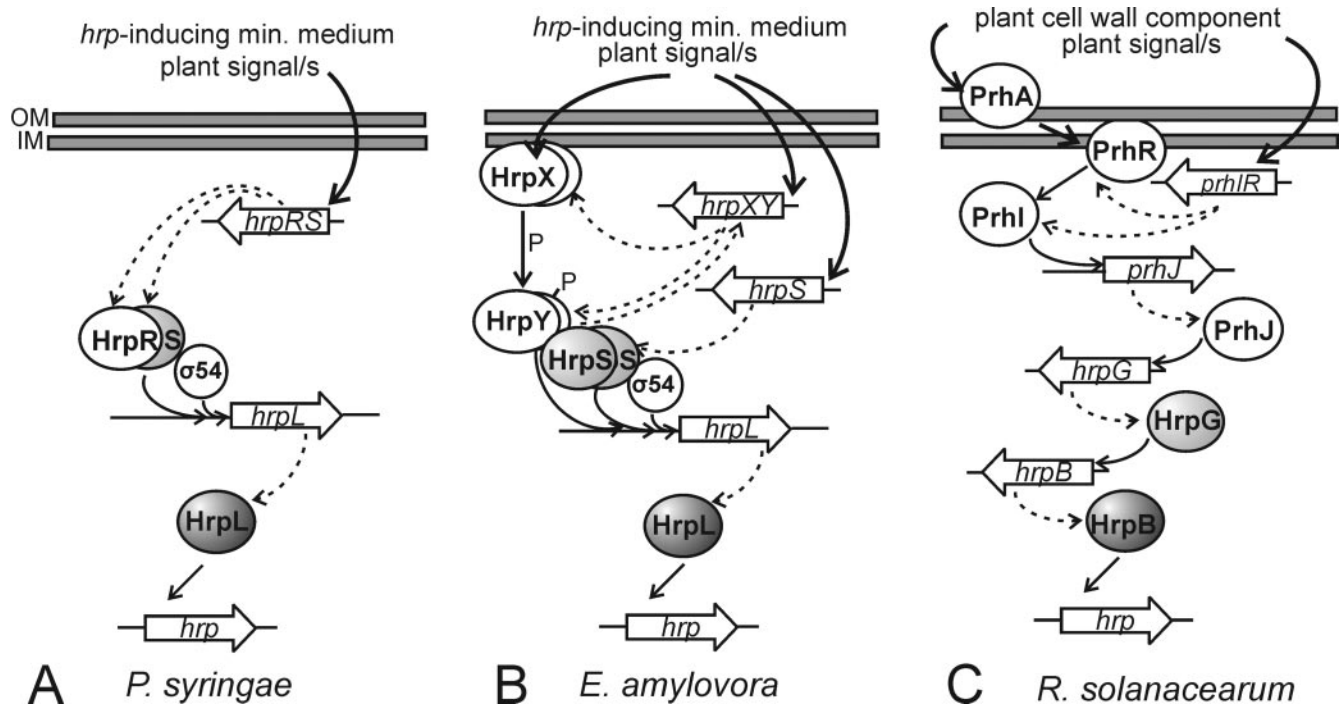 hrp-inducing min. medium
plant signal/s
OM
IM
hrpRS
HrpR S
σ54
hrpL
HrpL
hrp
A P. syringae
hrp-inducing min. medium
plant signal/s
HrpX
hrpXY
P
hrpS
P
HrpY
HrpS S
σ54
hrpL
HrpL
hrp
B E. amylovora
plant cell wall component
plant signal/s
PrhA
PrhR
prhIR
PrhI
prhJ
PrhJ
hrpG
HrpG
hrpB
HrpB
hrp
C R. solanacearum